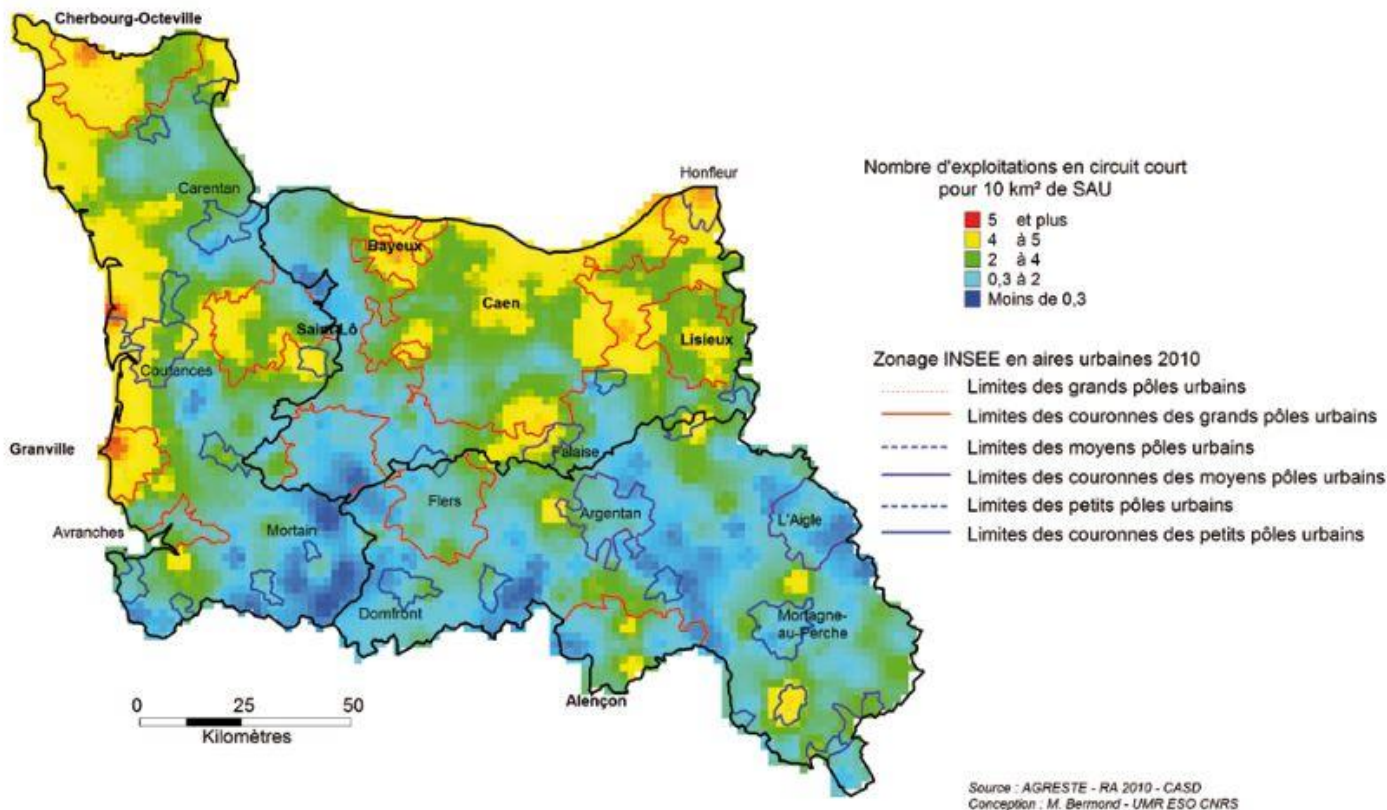 Cherbourg-Octeville
Honfleur
Carentan
Bayeux
Caen
Saint-Lô
Lisieux
Coutances
Granville
Falaise
Flers
Argentan
L'Aigle
Avranches
Mortain
Domfront
Mortagne-
au-Perche
Alençon
0 25 50
Kilomètres
Nombre d'exploitations en circuit court
pour 10 km² de SAU
5 et plus
4 à 5
2 à 4
0,3 à 2
Moins de 0,3
Zonage INSEE en aires urbaines 2010
Limites des grands pôles urbains
Limites des couronnes des grands pôles urbains
Limites des moyens pôles urbains
Limites des couronnes des moyens pôles urbains
Limites des petits pôles urbains
Limites des couronnes des petits pôles urbains
Source : AGRESTE - RA 2010 - CASD
Conception : M. Bermond - UMR ESO CNRS